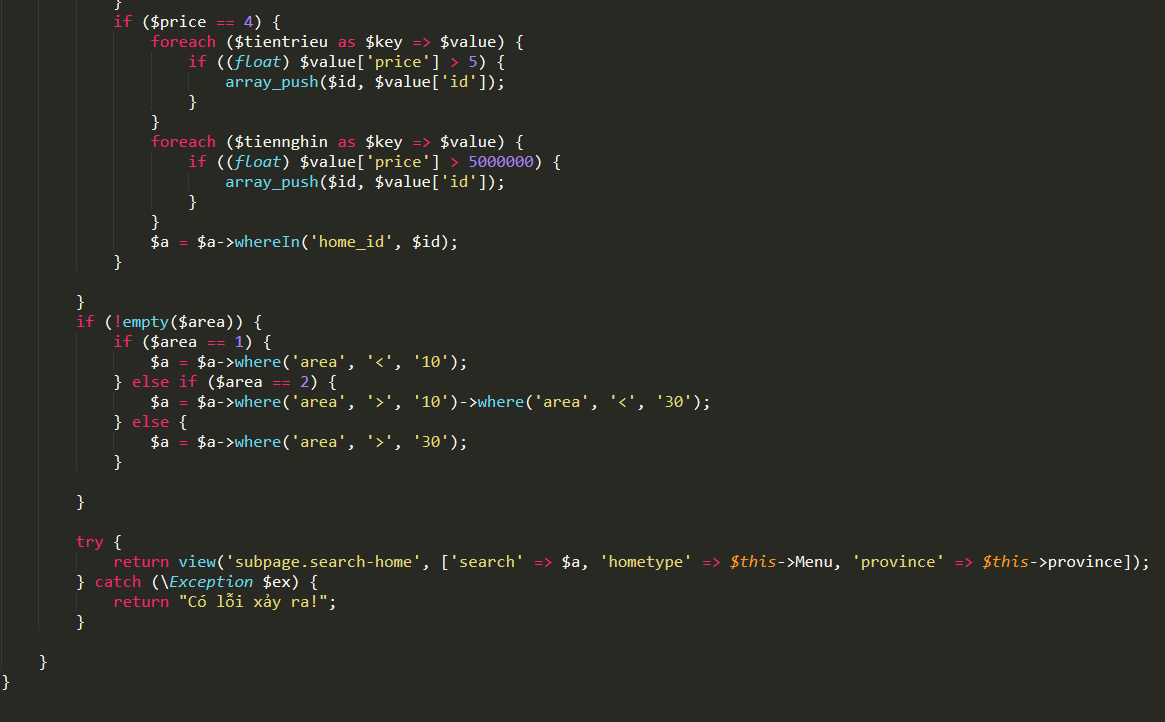 }
if ($price == 4) {
foreach ($tientrieu as $key => $value) {
if ((float) $value['price'] > 5) {
array_push($id, $value['id']);
}
}
foreach ($tiennghin as $key => $value) {
if ((float) $value['price'] > 5000000) {
array_push($id, $value['id']);
}
}
$a = $a->whereIn('home_id', $id);
}
}
if (!empty($area)) {
if ($area == 1) {
$a = $a->where('area', '<', '10');
} else if ($area == 2) {
$a = $a->where('area', '>', '10')->where('area', '<', '30');
} else {
$a = $a->where('area', '>', '30');
}
}
try {
return view('subpage.search-home', ['search' => $a, 'hometype' => $this->Menu, 'province' => $this->province]);
} catch (\Exception $ex) {
return "Có lỗi xảy ra!";
}
}
}